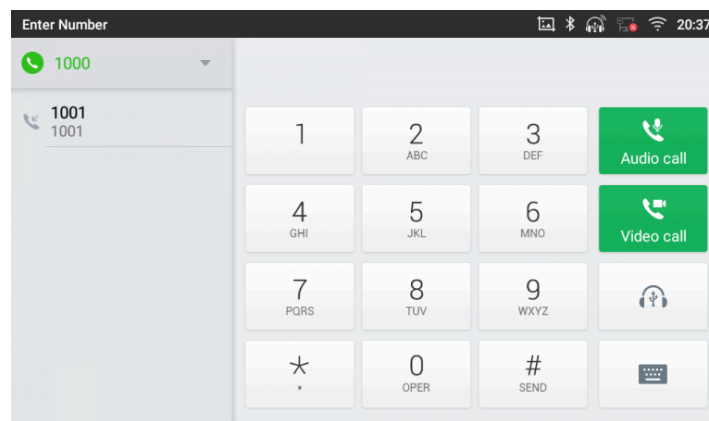 Enter Number
20:37
1000
1001
1001
1
2
ABC
3
DEF
Audio call
4
GHI
5
JKL
6
MNO
Video call
7
PQRS
8
TUV
9
WXYZ
*
.
0
OPER
#
SEND